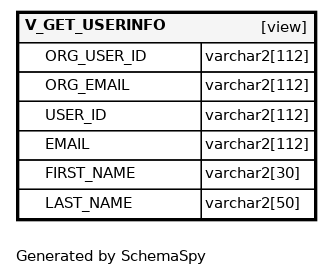 V_GET_USERINFO [view]
ORG_USER_ID varchar2[112]
ORG_EMAIL varchar2[112]
USER_ID varchar2[112]
EMAIL varchar2[112]
FIRST_NAME varchar2[30]
LAST_NAME varchar2[50]
Generated by SchemaSpy